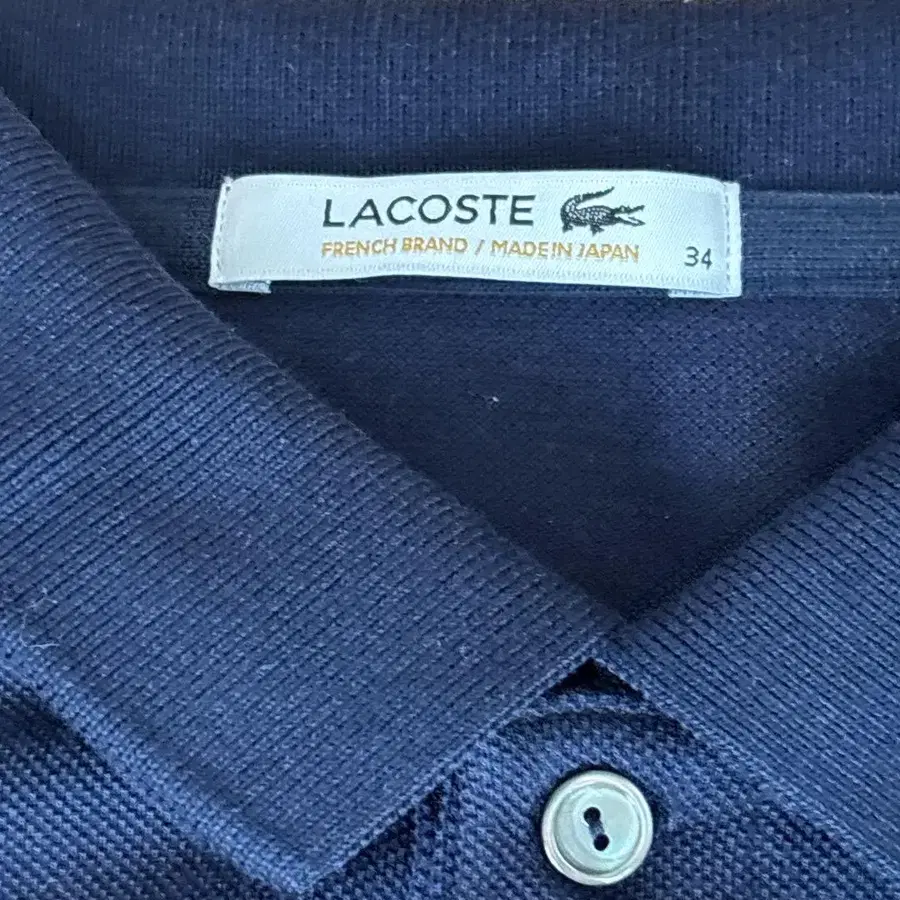 LACOSTE
FRENCH BRAND / MADE IN JAPAN
34